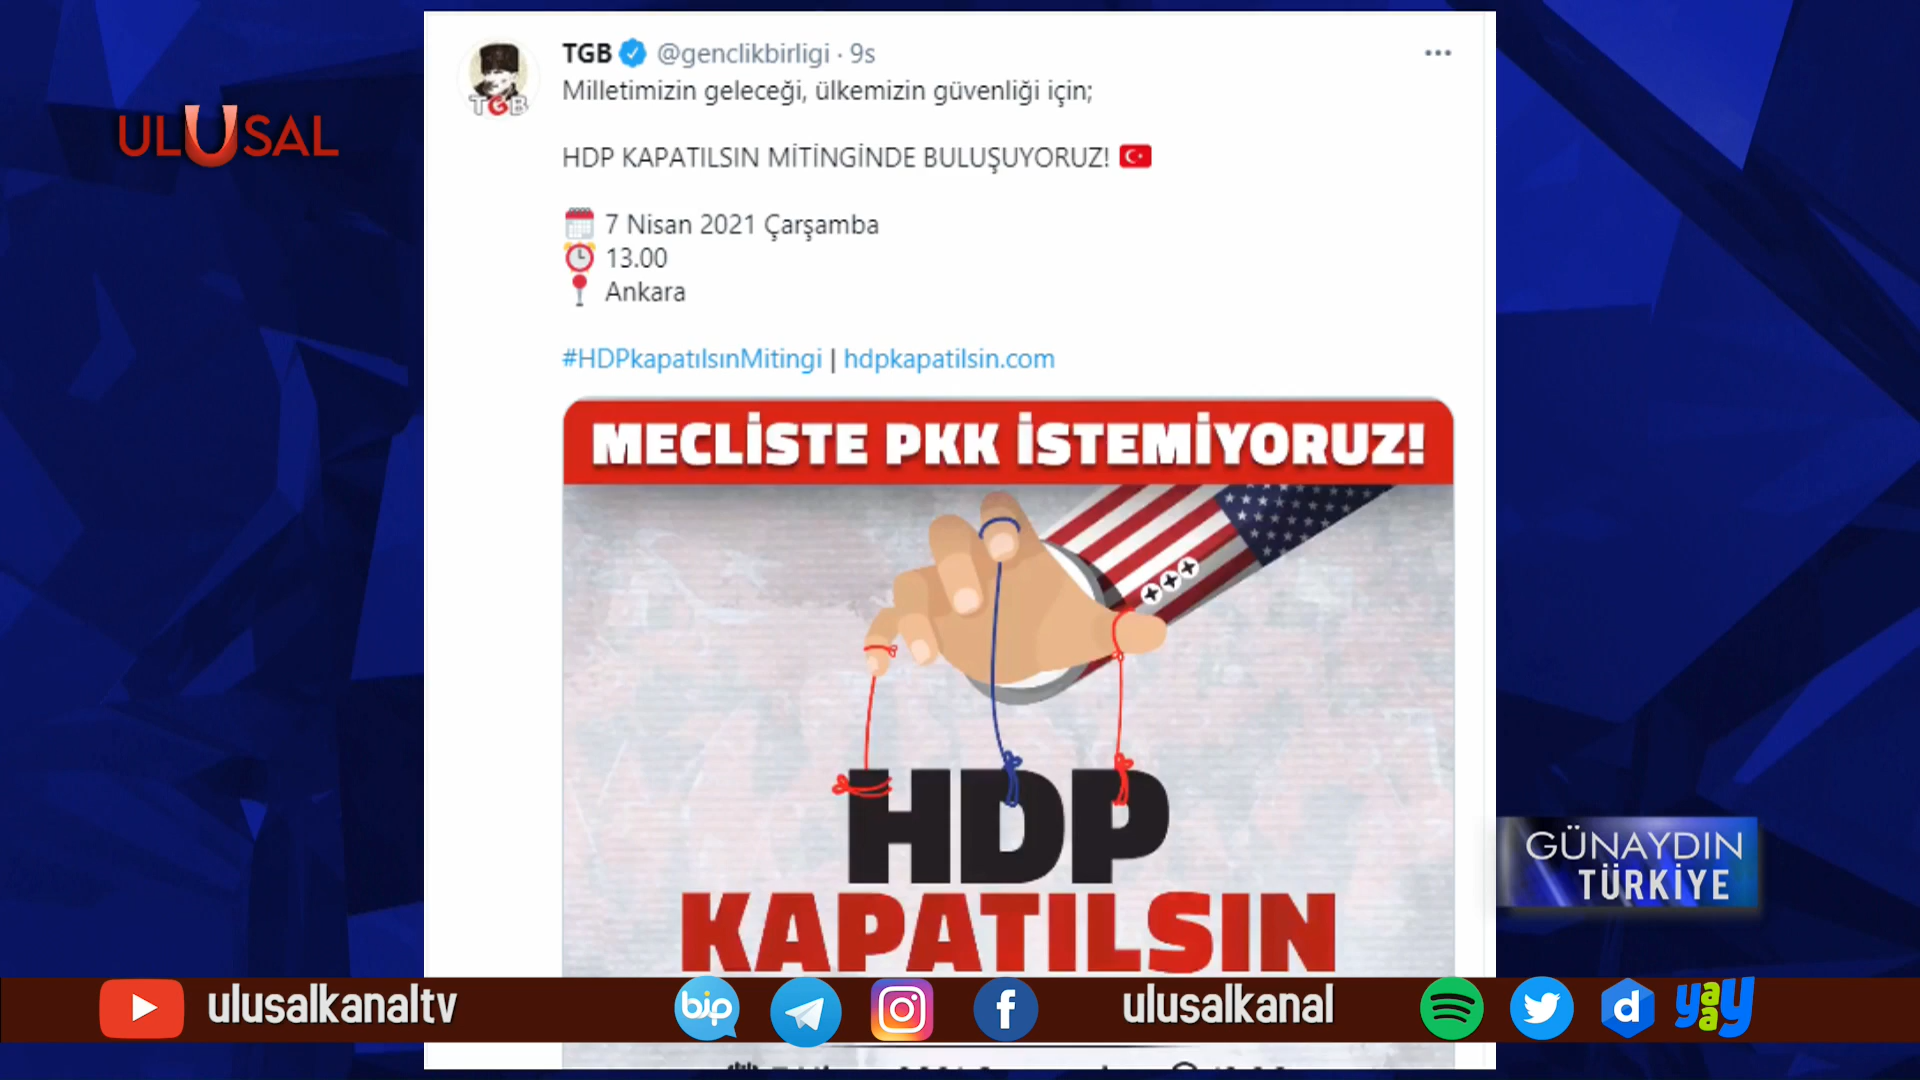 TGB @genclikbirligi · 9s
Milletimizin geleceği, ülkemizin güvenliği için;
HDP KAPATILSIN MİTİNGİNDE BULUŞUYORUZ!
7 Nisan 2021 Çarşamba
13.00
Ankara
#HDPkapatılsınMitingi | hdpkapatilsin.com
TGB
ULUSAL
MECLİSTE PKK İSTEMİYORUZ!
HDP
KAPATILSIN
GÜNAYDIN
TÜRKİYE
ulusalkanaltv
bip
ulusalkanal
d
yaay